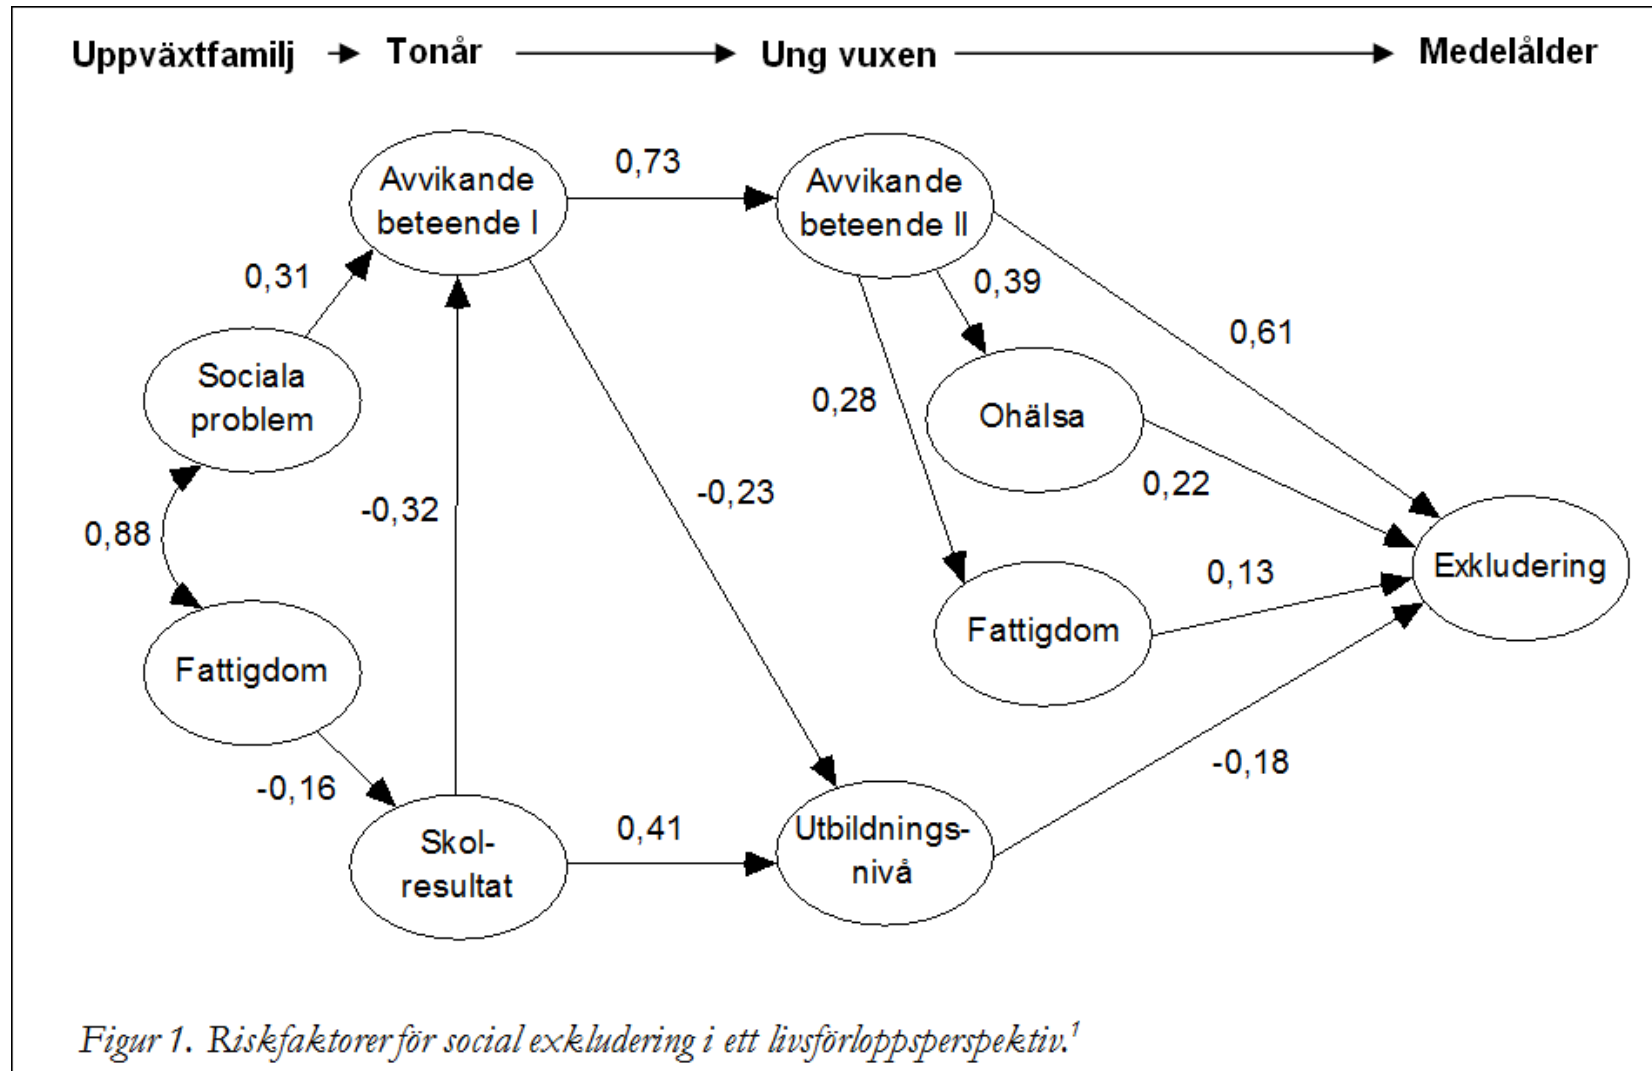 Uppväxtfamilj
Tonår
Ung vuxen
Medelålder
Avvikande
beteende I
0,73
Avvikande
beteende II
0,31
0,39
0,61
Sociala
problem
0,28
Ohälsa
-0,32
-0,23
0,22
0,88
0,13
Exkludering
Fattigdom
Fattigdom
-0,16
-0,18
Skol-
resultat
0,41
Utbildnings-
nivå
Figur 1. Riskfaktorer för social exkludering i ett livsförloppsperspektiv.¹